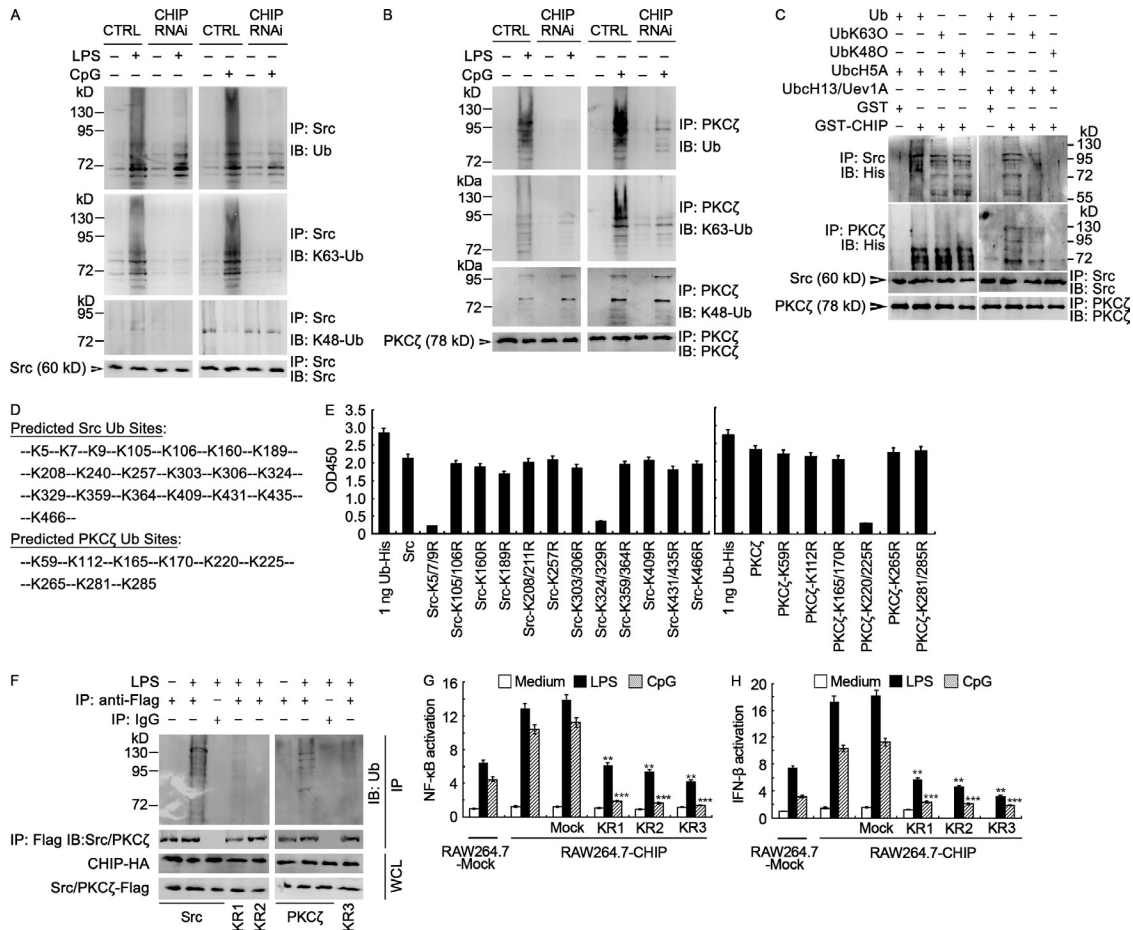 A
CTRL CHIP RNAi CTRL CHIP RNAi
LPS – + – + 
CpG – + – +
kD
130
95
72
IP: Src
IB: Ub
kD
130
95
72
IP: Src
IB: K63-Ub
kD
95
72
IP: Src
IB: K48-Ub
Src (60 kD)
IP: Src
IB: Src
B
CTRL CHIP RNAi CTRL CHIP RNAi
LPS – + – +
CpG – + – +
kD
130
95
72
IP: PKCζ
IB: Ub
kDa
130
95
72
IP: PKCζ
IB: K63-Ub
kDa
95
72
IP: PKCζ
IB: K48-Ub
PKCζ (78 kD)
IP: PKCζ
IB: PKCζ
C
Ub + + – – + + – –
UbK63O – – + – – – + –
UbK48O – – – + – – – +
UbcH5A + + + + – – – –
UbcH13/Uev1A – – – – + + + +
GST + – – – + – – –
GST-CHIP – + + + – + + +
kD
IP: Src
IB: His
130
95
72
55
IP: PKCζ
IB: His
kD
130
95
72
Src (60 kD)
IP: Src
IB: Src
PKCζ (78 kD)
IP: PKCζ
IB: PKCζ
D
Predicted Src Ub Sites:
--K5--K7--K9--K105--K106--K160--K189--
--K208--K240--K257--K303--K306--K324--
--K329--K359--K364--K409--K431--K435--
--K466--
Predicted PKCζ Ub Sites:
--K59--K112--K165--K170--K220--K225--
--K265--K281--K285
E
OD450
3.5
3.0
2.5
2.0
1.5
1.0
0.5
0
1 ng Ub-His
Src
Src-K5/7/9R
Src-K105/106R
Src-K160R
Src-K189R
Src-K208/211R
Src-K257R
Src-K303/306R
Src-K324/329R
Src-K359/364R
Src-K409R
Src-K431/435R
Src-K466R
1 ng Ub-His
PKCζ
PKCζ-K59R
PKCζ-K112R
PKCζ-K165/170R
PKCζ-K220/225R
PKCζ-K265R
PKCζ-K281/285R
F
LPS – + – + + – + – +
IP: anti-Flag + + – + + + + – +
IP: IgG + +
kD
130
95
72
IB: Ub
IP
IP: Flag IB:Src/PKCζ
CHIP-HA
Src/PKCζ-Flag
WCL
Src KR1 KR2 PKCζ KR3
G
Medium LPS CpG
NF-κB activation
16
12
8
4
0
** *** ** *** ** ***
Mock KR1 KR2 KR3
RAW264.7 -Mock
RAW264.7-CHIP
H
Medium LPS CpG
IFN-β activation
20
16
12
8
4
0
** *** ** *** ** ***
Mock KR1 KR2 KR3
RAW264.7 -Mock
RAW264.7-CHIP